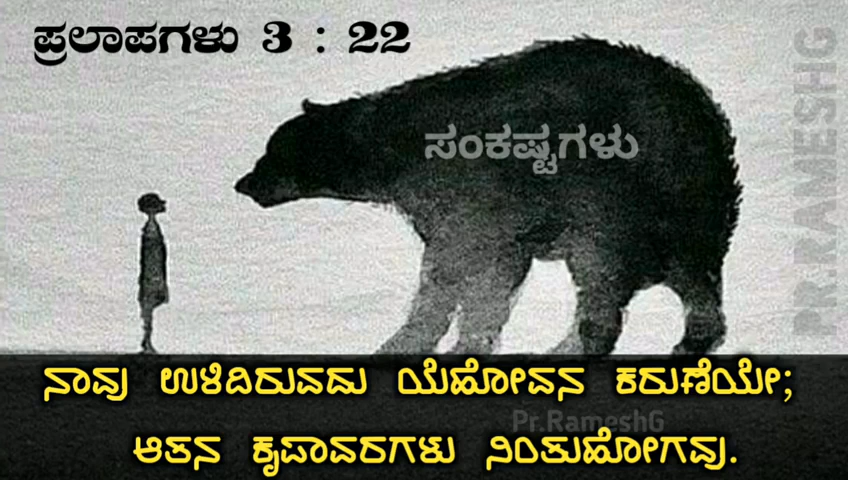 ಪ್ರಲಾಪಗಳು 3 : 22
ಸಂಕಷ್ಟಗಳು
PR.RAMESHG
ನಾವು ಉಳಿದಿರುವದು ಯೆಹೋವನ ಕರುಣೆಯೇ;
Pr.RameshG
ಆತನ ಕೃಪಾವರಗಳು ನಿಂತುಹೋಗವು.